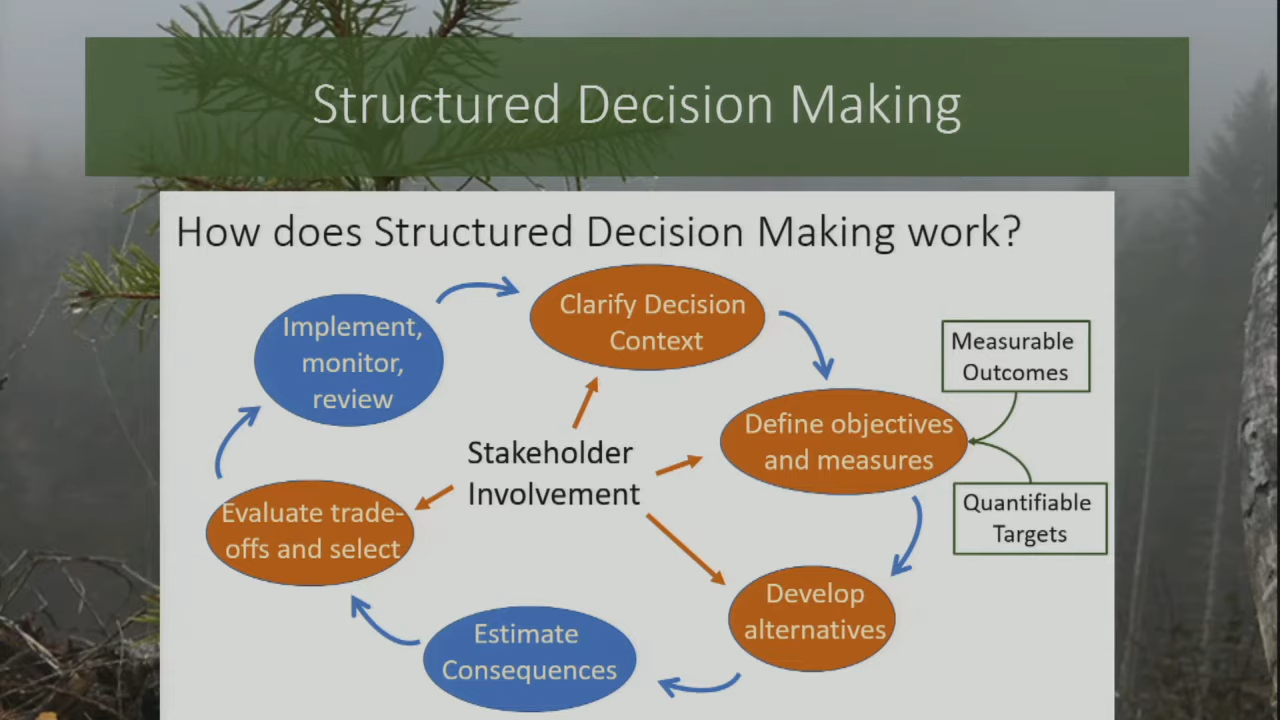 Structured Decision Making
How does Structured Decision Making work?
Clarify Decision
Context
Implement,
monitor,
review
Measurable
Outcomes
Define objectives
and measures
Stakeholder
Involvement
Quantifiable
Targets
Evaluate trade-
offs and select
Develop
alternatives
Estimate
Consequences